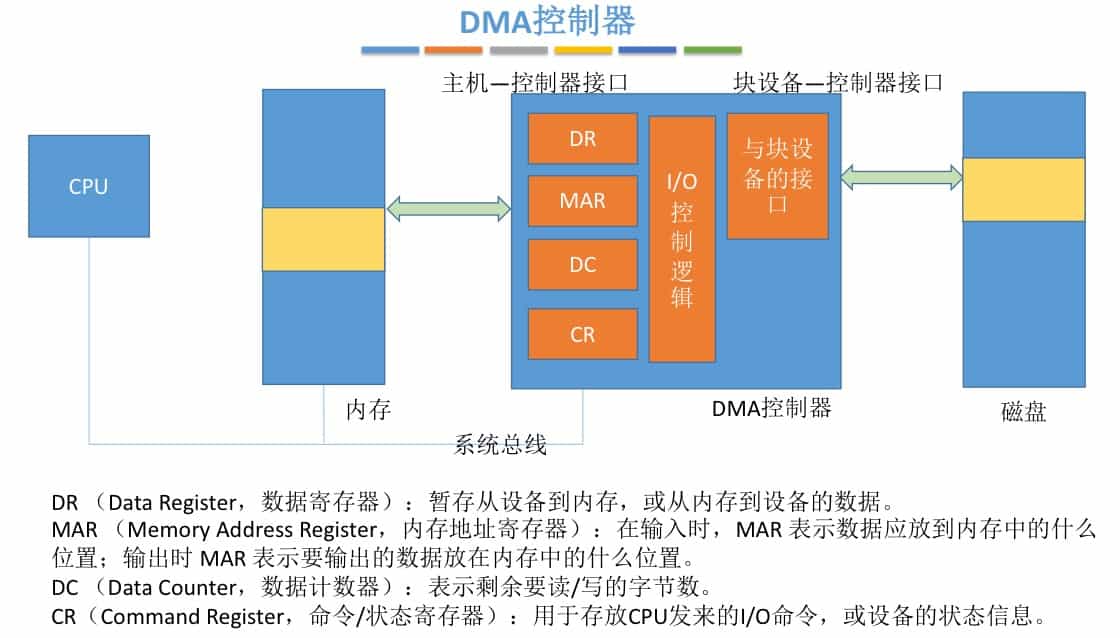 DMA控制器
主机—控制器接口
块设备—控制器接口
CPU
DR
MAR
DC
CR
I/O
控
制
逻
辑
与块设
备的接
口
内存
DMA控制器
磁盘
系统总线
DR （Data Register，数据寄存器）：暂存从设备到内存，或从内存到设备的数据。
MAR （Memory Address Register，内存地址寄存器）：在输入时，MAR 表示数据应放到内存中的什么
位置；输出时 MAR 表示要输出的数据放在内存中的什么位置。
DC （Data Counter，数据计数器）：表示剩余要读/写的字节数。
CR（Command Register，命令/状态寄存器）：用于存放CPU发来的I/O命令，或设备的状态信息。